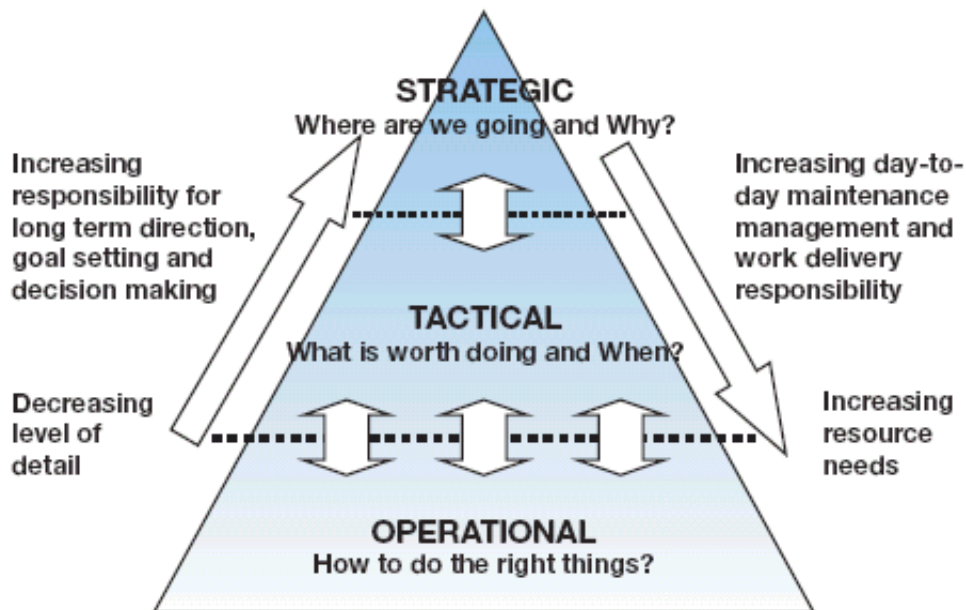 STRATEGIC
Where are we going and Why?
Increasing
responsibility for
long term direction,
goal setting and
decision making
Increasing day-to-
day maintenance
management and
work delivery
responsibility
TACTICAL
What is worth doing and When?
Decreasing
level of
detail
Increasing
resource
needs
OPERATIONAL
How to do the right things?